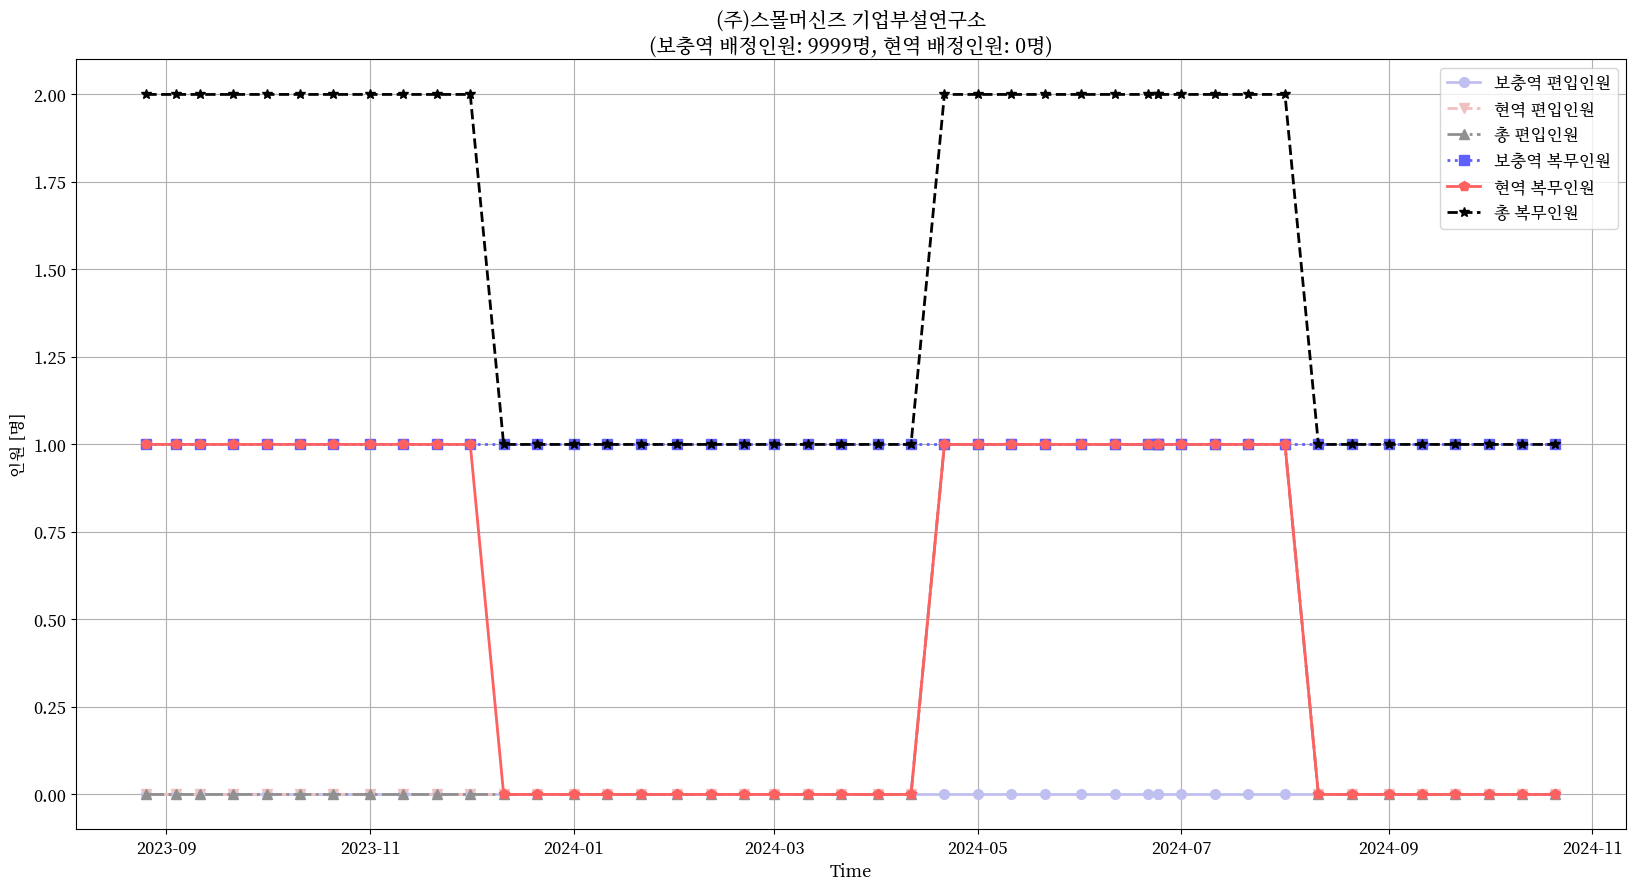 (주)스몰머신즈 기업부설연구소
(보충역 배정인원: 9999명, 현역 배정인원: 0명)
보충역 편입인원
현역 편입인원
총 편입인원
보충역 복무인원
현역 복무인원
총 복무인원
인원 [명]
2.00
1.75
1.50
1.25
1.00
0.75
0.50
0.25
0.00
2023-09
2023-11
2024-01
2024-03
2024-05
2024-07
2024-09
2024-11
Time